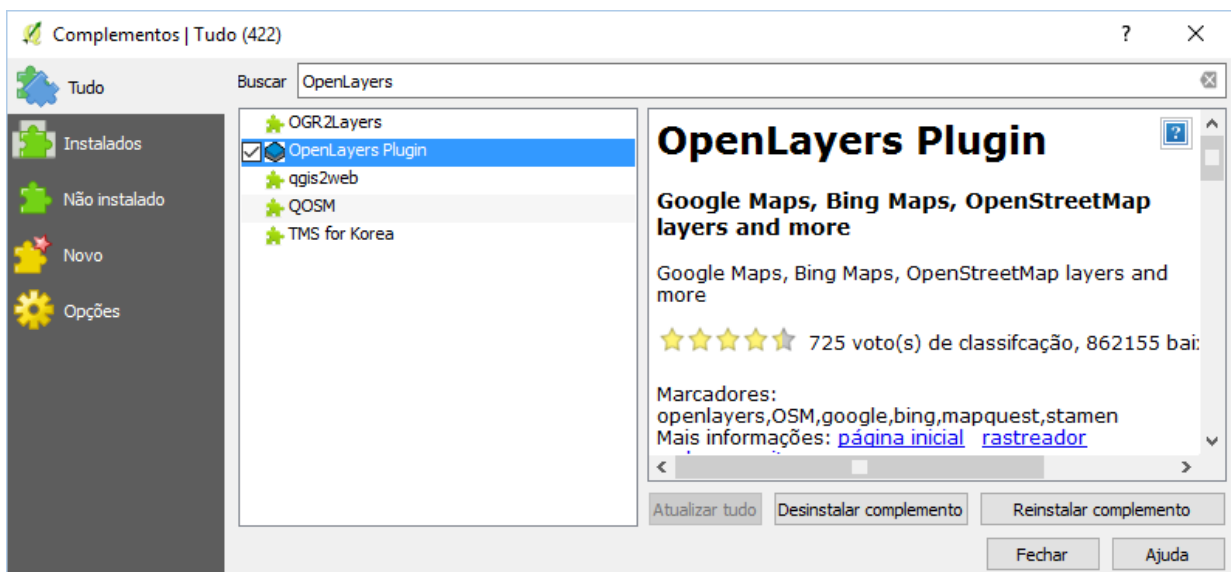 Complementos | Tudo (422)
?
Tudo
Instalados
Não instalado
Novo
Opções
Buscar OpenLayers
OGR2Layers
OpenLayers Plugin
qgis2web
QOSM
TMS for Korea
OpenLayers Plugin
?
Google Maps, Bing Maps, OpenStreetMap
layers and more
Google Maps, Bing Maps, OpenStreetMap layers and
more
725 voto(s) de classifcação, 862155 bai
Marcadores:
openlayers,OSM,google,bing,mapquest,stamen
Mais informações: página inicial rastreador
Atualizar tudo Desinstalar complemento Reinstalar complemento
Fechar Ajuda